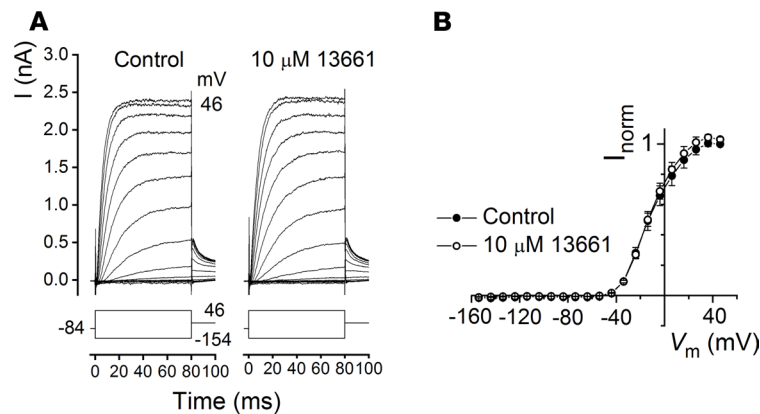 A
I (nA)
3.0
2.5
2.0
1.5
1.0
0.5
0.0
Control
mV
46
10 μM 13661
-84
46
-154
0 20 40 60 80 100
0 20 40 60 80 100
Time (ms)
B
I norm
1
Control
10 μM 13661
-160 -120 -80 -40 40
Vm (mV)